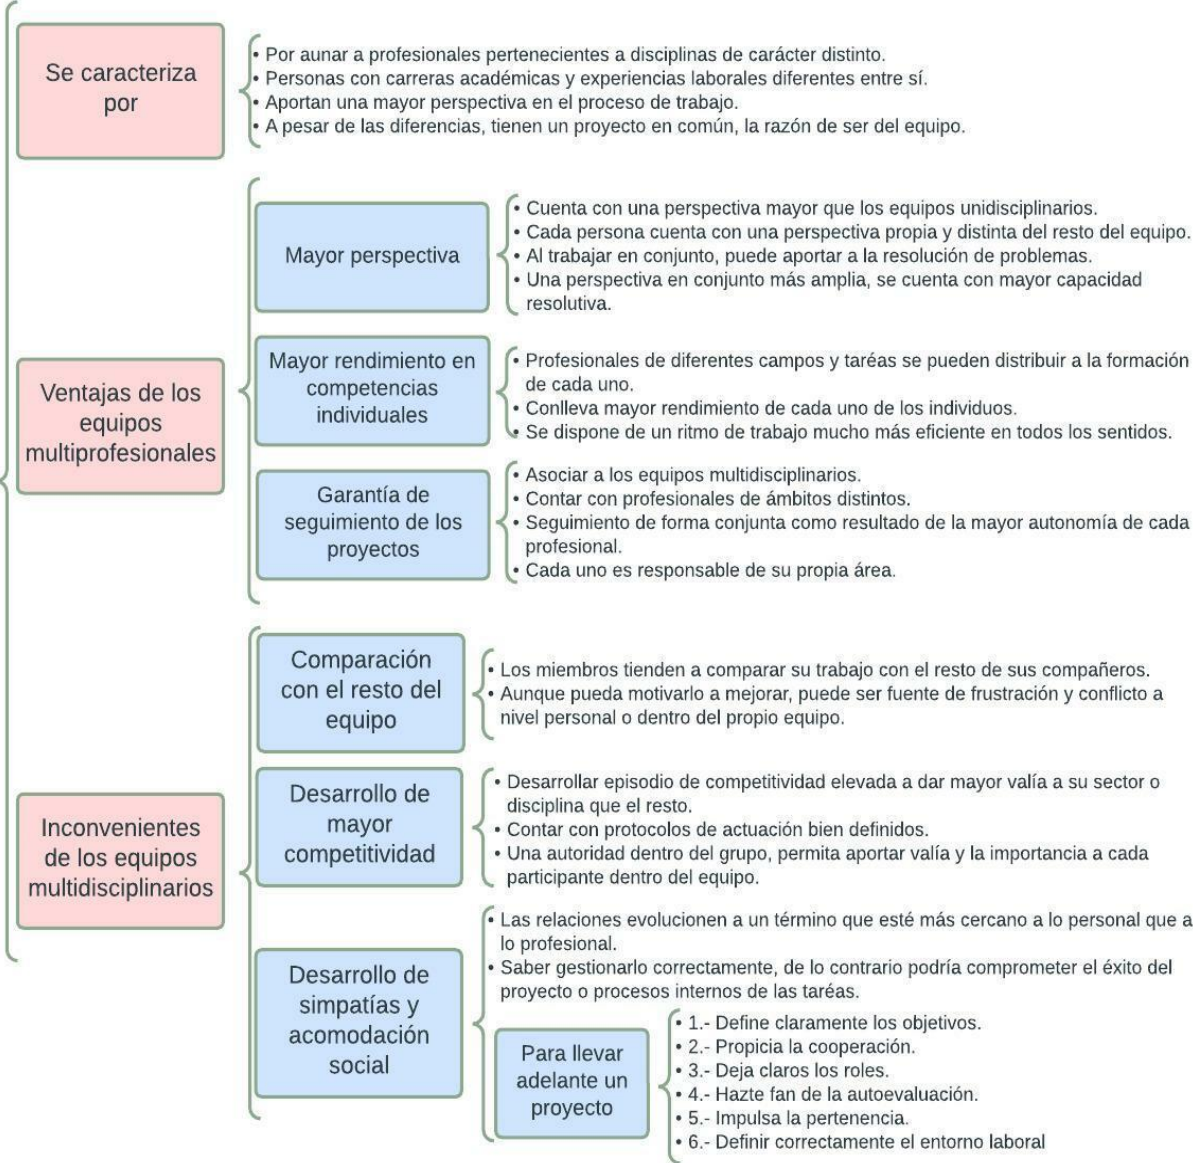 Se caracteriza
por
• Por aunar a profesionales pertenecientes a disciplinas de carácter distinto.
• Personas con carreras académicas y experiencias laborales diferentes entre sí.
• Aportan una mayor perspectiva en el proceso de trabajo.
• A pesar de las diferencias, tienen un proyecto en común, la razón de ser del equipo.
Ventajas de los
equipos
multiprofesionales
Mayor perspectiva
• Cuenta con una perspectiva mayor que los equipos unidisciplinarios.
• Cada persona cuenta con una perspectiva propia y distinta del resto del equipo.
• Al trabajar en conjunto, puede aportar a la resolución de problemas.
• Una perspectiva en conjunto más amplia, se cuenta con mayor capacidad
resolutiva.
Mayor rendimiento en
competencias
individuales
• Profesionales de diferentes campos y taréas se pueden distribuir a la formación
de cada uno.
• Conlleva mayor rendimiento de cada uno de los individuos.
• Se dispone de un ritmo de trabajo mucho más eficiente en todos los sentidos.
Garantía de
seguimiento de los
proyectos
• Asociar a los equipos multidisciplinarios.
• Contar con profesionales de ámbitos distintos.
• Seguimiento de forma conjunta como resultado de la mayor autonomía de cada
profesional.
• Cada uno es responsable de su propia área.
Inconvenientes
de los equipos
multidisciplinarios
Comparación
con el resto del
equipo
• Los miembros tienden a comparar su trabajo con el resto de sus compañeros.
• Aunque pueda motivarlo a mejorar, puede ser fuente de frustración y conflicto a
nivel personal o dentro del propio equipo.
Desarrollo de
mayor
competitividad
• Desarrollar episodio de competitividad elevada a dar mayor valía a su sector o
disciplina que el resto.
• Contar con protocolos de actuación bien definidos.
• Una autoridad dentro del grupo, permita aportar valía y la importancia a cada
participante dentro del equipo.
Desarrollo de
simpatías y
acomodación
social
• Las relaciones evolucionen a un término que esté más cercano a lo personal que a
lo profesional.
• Saber gestionarlo correctamente, de lo contrario podría comprometer el éxito del
proyecto o procesos internos de las taréas.
Para llevar
adelante un
proyecto
• 1.- Define claramente los objetivos.
• 2.- Propicia la cooperación.
• 3.- Deja claros los roles.
• 4.- Hazte fan de la autoevaluación.
• 5.- Impulsa la pertenencia.
• 6.- Definir correctamente el entorno laboral